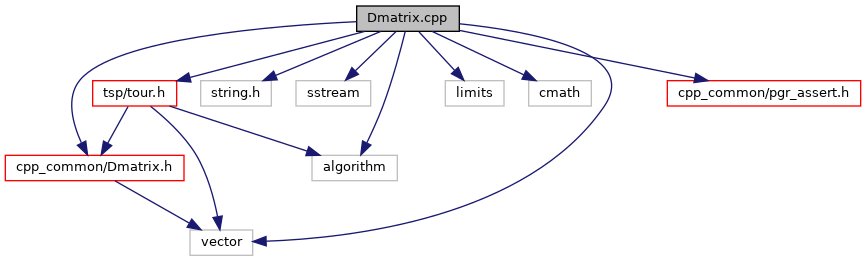 Dmatrix.cpp
tsp/tour.h
string.h
sstream
limits
cmath
cpp_common/pgr_assert.h
cpp_common/Dmatrix.h
algorithm
vector